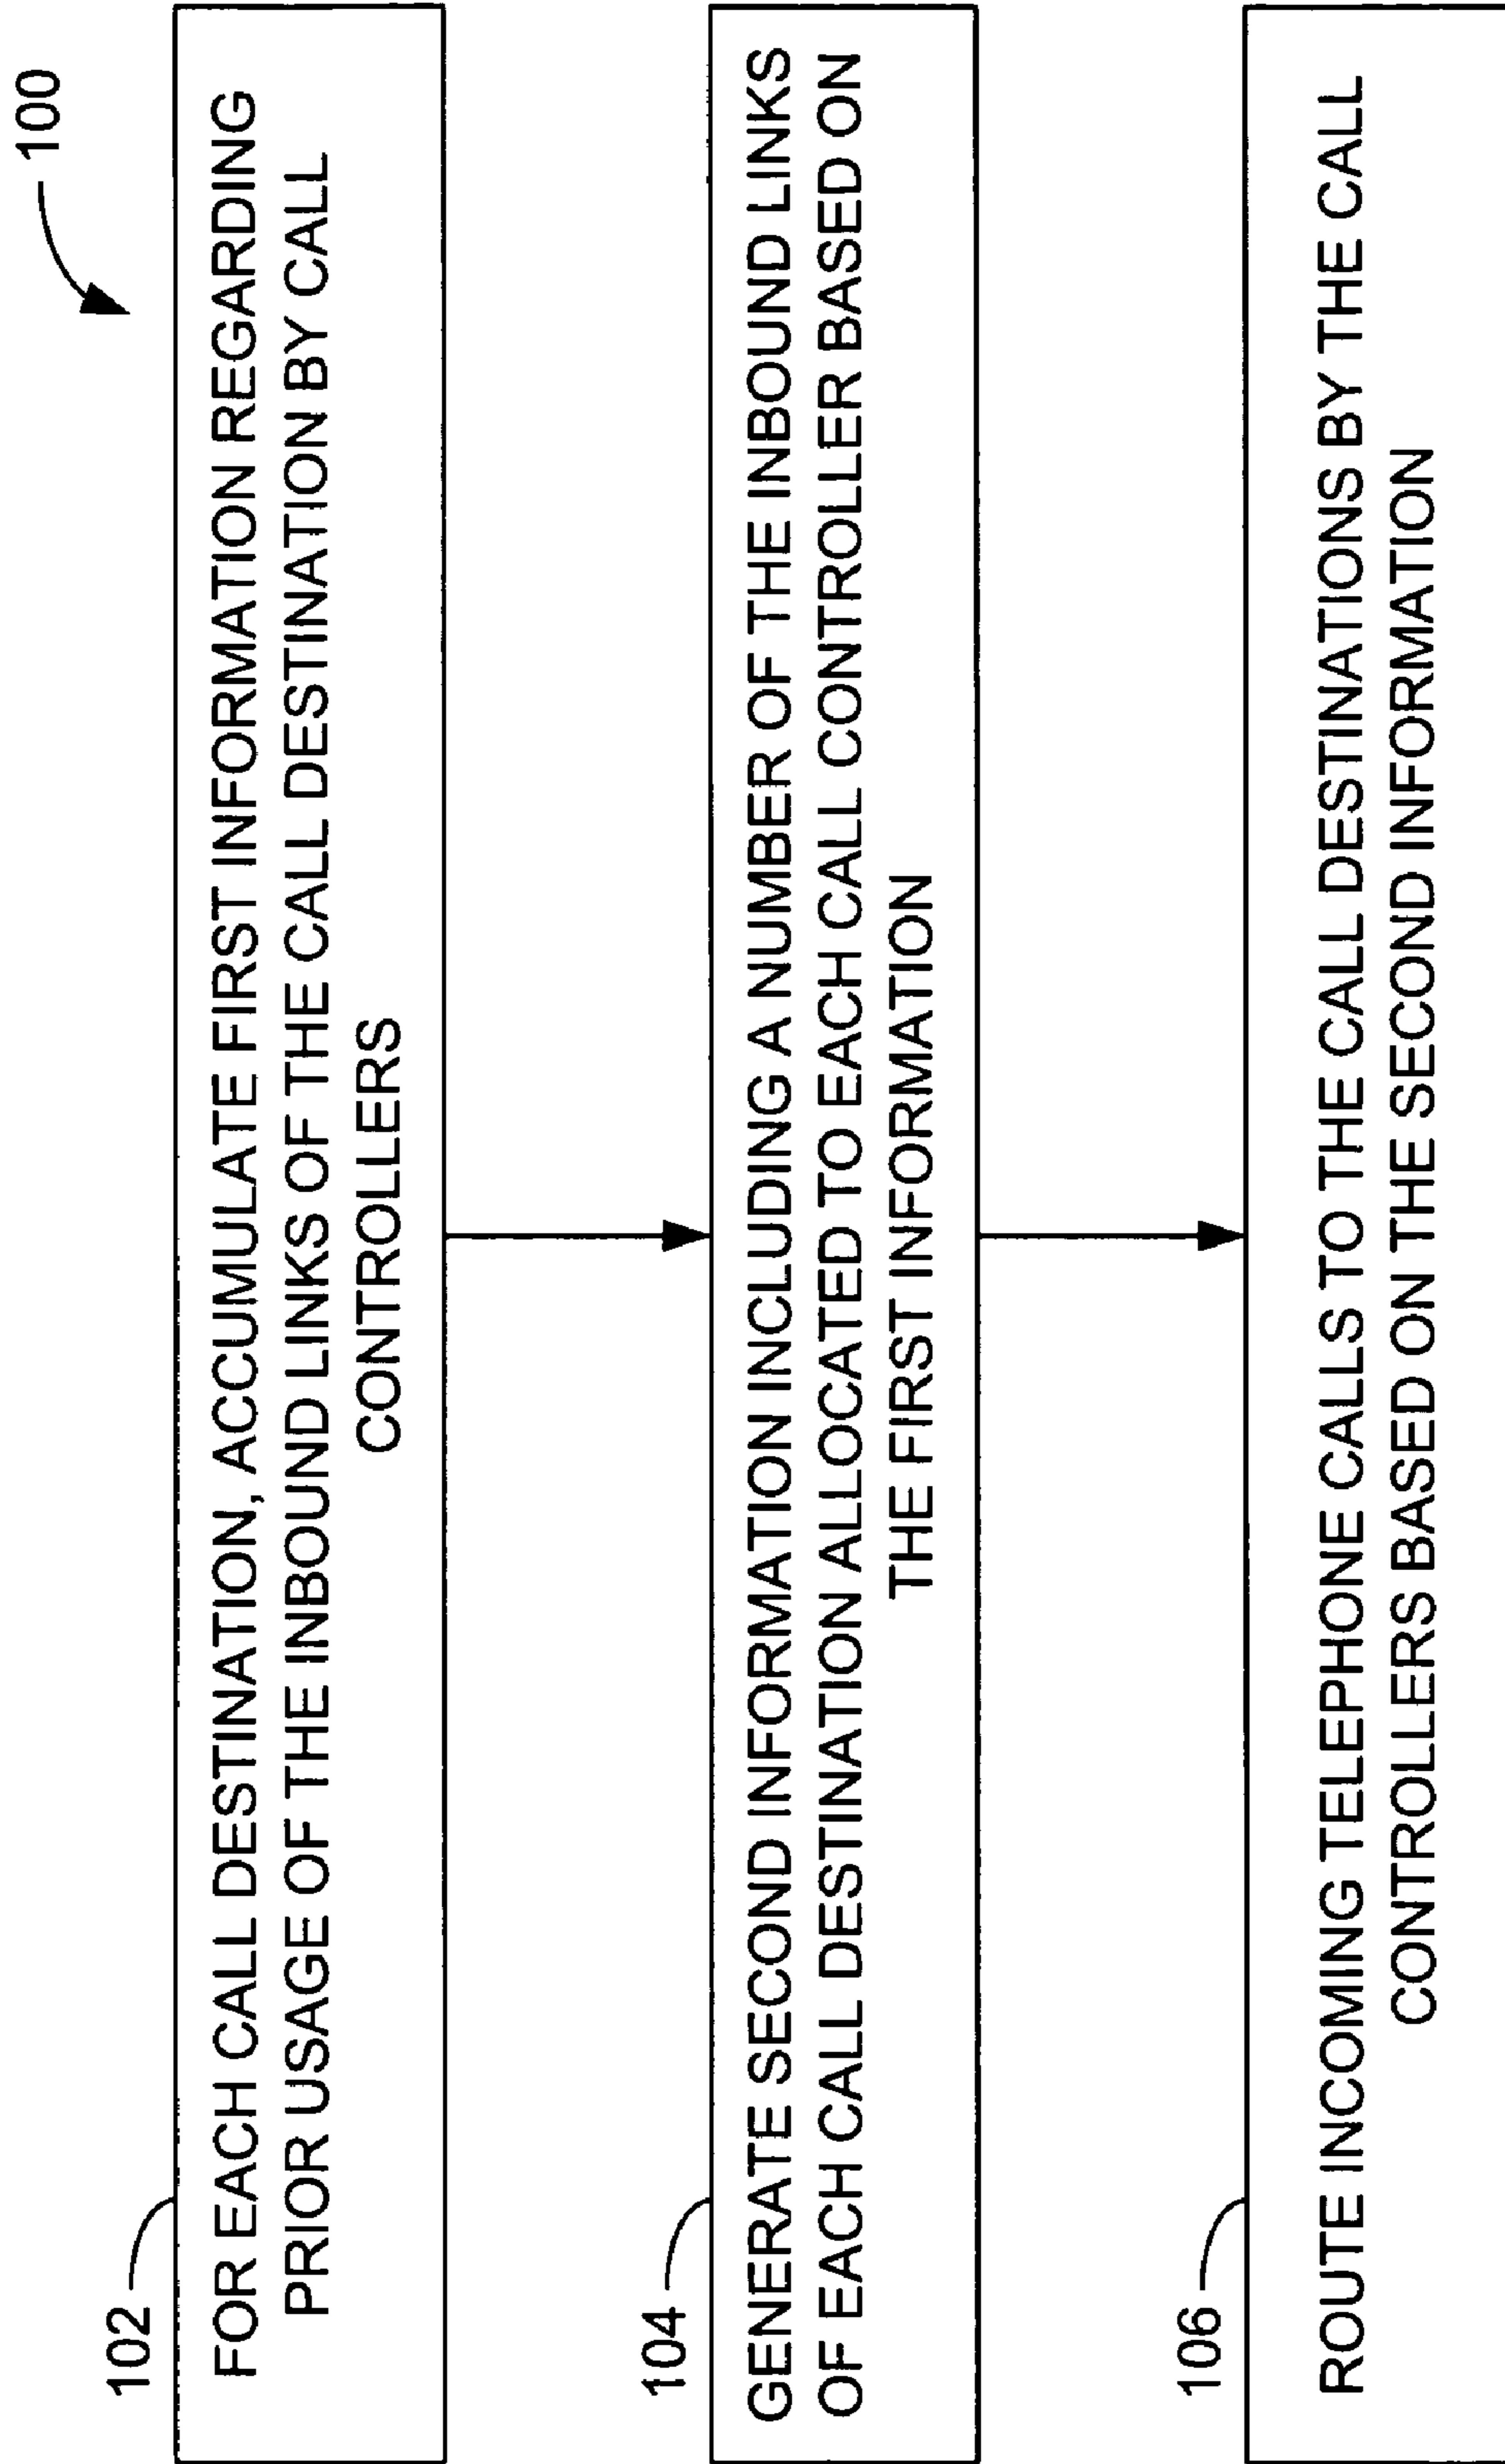 100
102
FOR EACH CALL DESTINATION, ACCUMULATE FIRST INFORMATION REGARDING
PRIOR USAGE OF THE INBOUND LINKS OF THE CALL DESTINATION BY CALL
CONTROLLERS
104
GENERATE SECOND INFORMATION INCLUDING A NUMBER OF THE INBOUND LINKS
OF EACH CALL DESTINATION ALLOCATED TO EACH CALL CONTROLLER BASED ON
THE FIRST INFORMATION
106
ROUTE INCOMING TELEPHONE CALLS TO THE CALL DESTINATIONS BY THE CALL
CONTROLLERS BASED ON THE SECOND INFORMATION